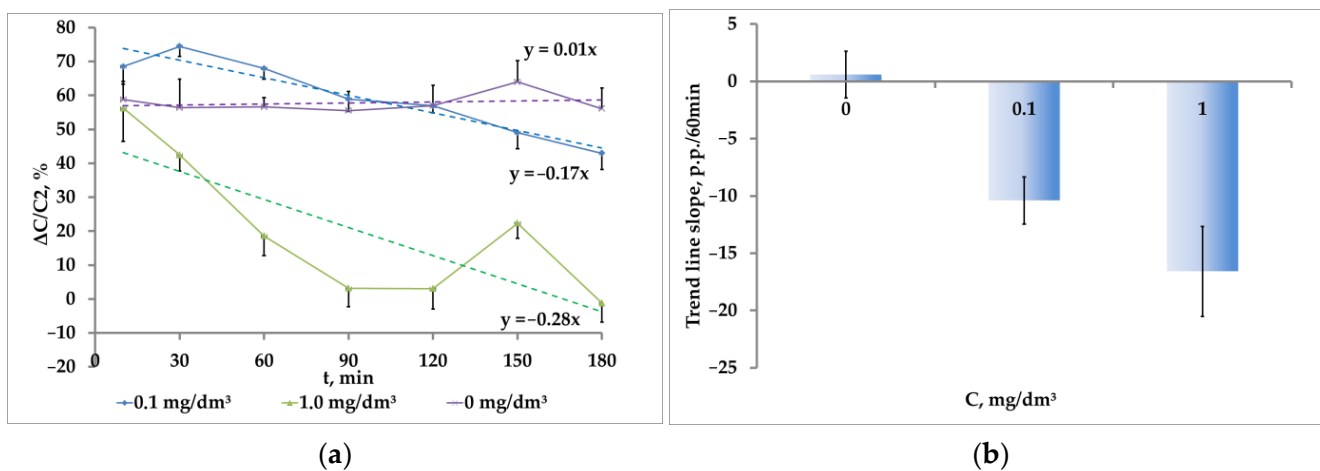 80
70
60
50
40
30
20
10
0
−10
−20
ΔC/C2, %
y = 0.01x
y =−0.17x
y =−0.28x
0 30 60 90 120 150 180
t, min
0.1 mg/dm³ 1.0 mg/dm³ 0 mg/dm³
(a)
5
0
−5
−10
−15
−20
−25
Trend line slope, p.p./60min
0 0.1 1
C, mg/dm³
(b)